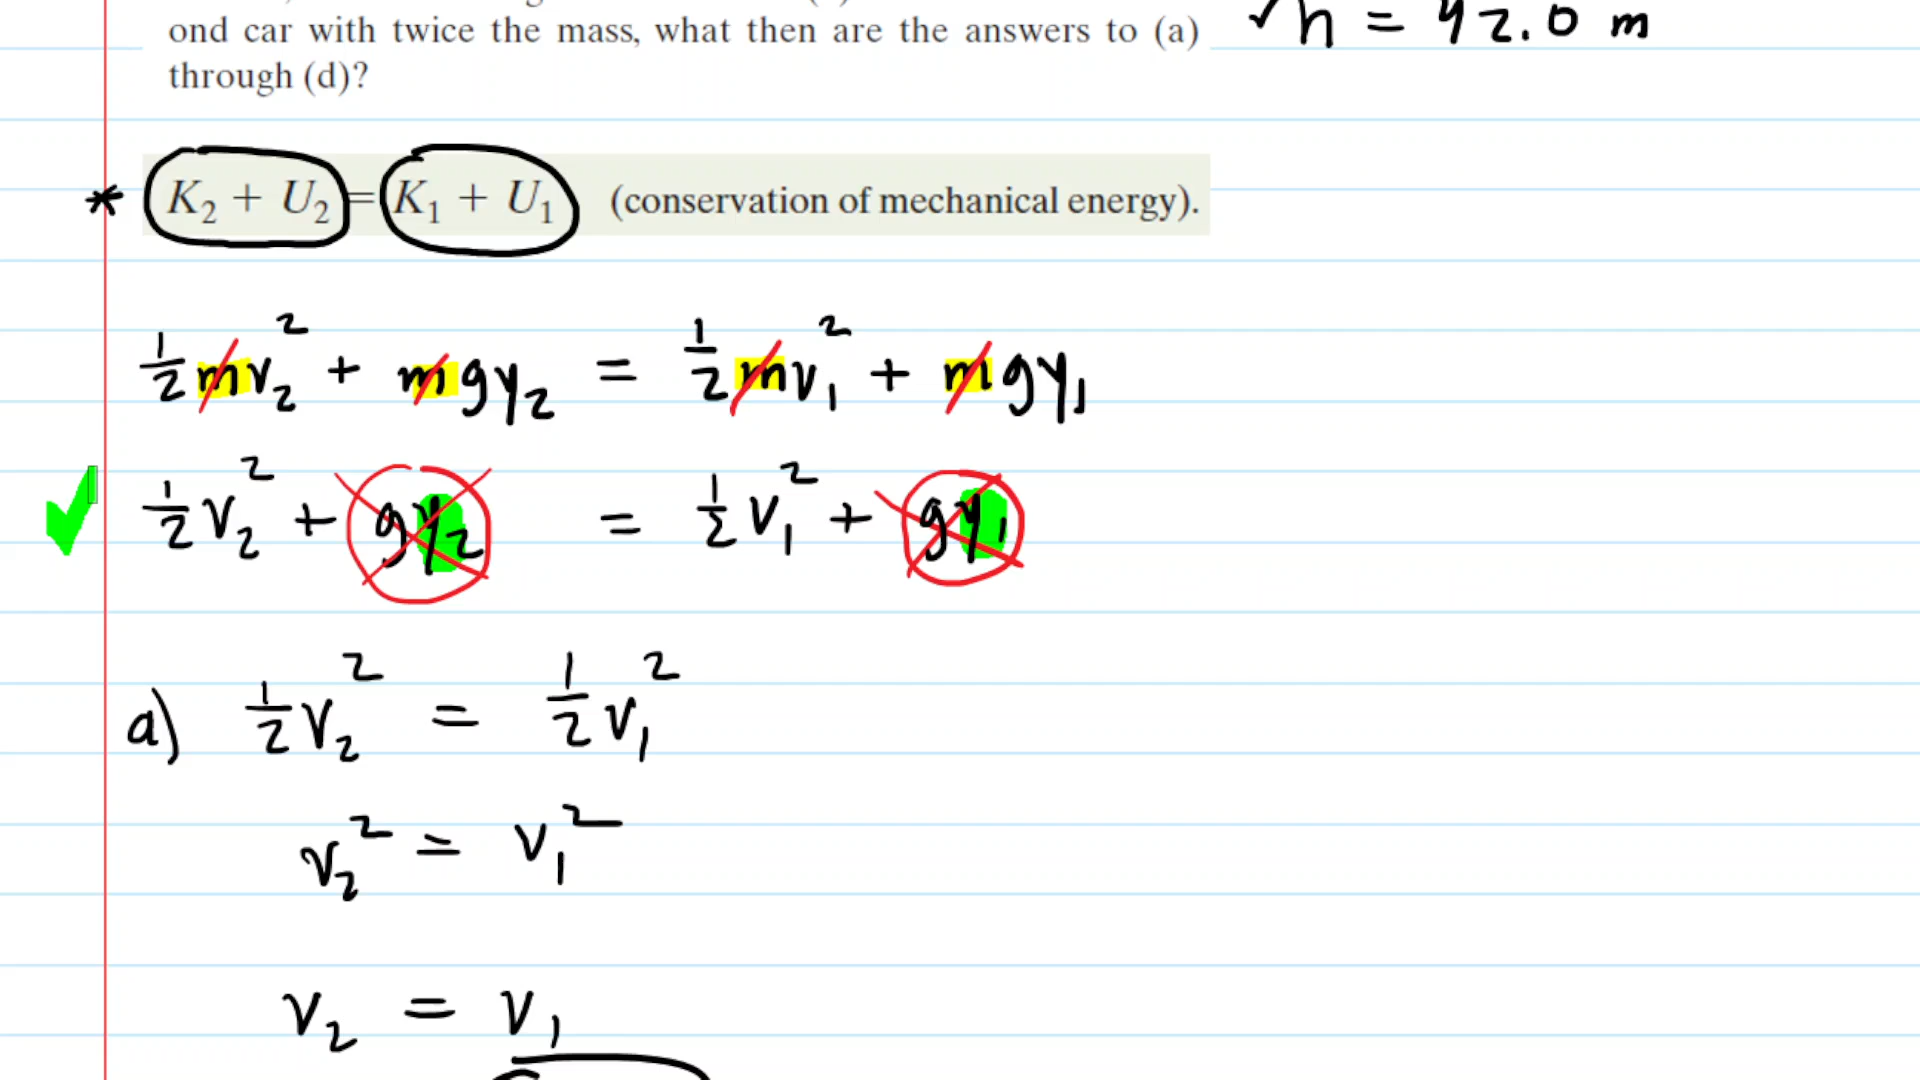 ond car with twice the mass, what then are the answers to (a)
through (d)?
√ h = 42.0 m
* K₂ + U₂ = K₁ + U₁ (conservation of mechanical energy).
½mv₂² + mgy₂ = ½mv₁² + mgy₁
½v₂² + gy₂ = ½v₁² + gy₁
a) ½v₂² = ½v₁²
v₂² = v₁²
v₂ = v₁